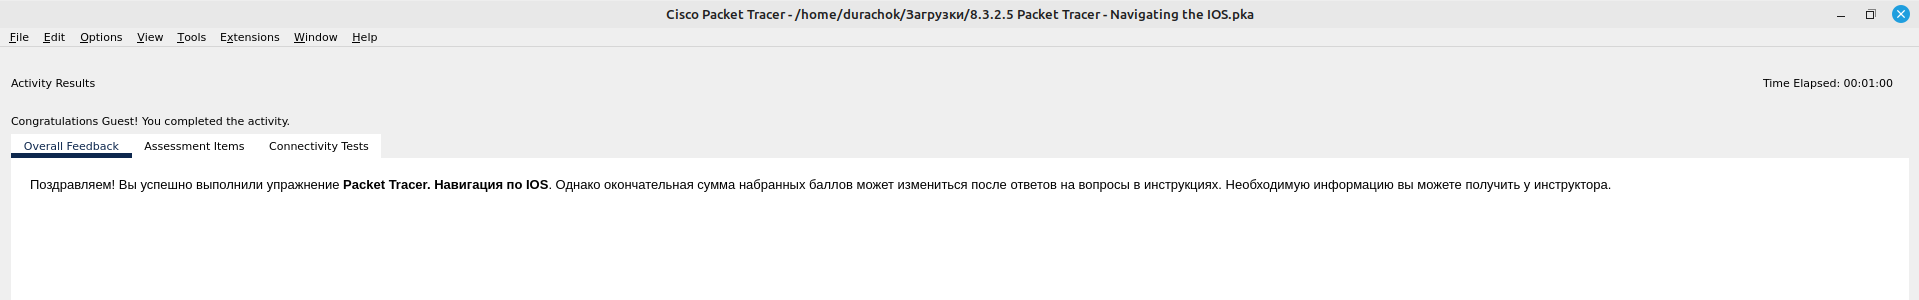 Cisco Packet Tracer - /home/durachok/Загрузки/8.3.2.5 Packet Tracer - Navigating the IOS.pka
File Edit Options View Tools Extensions Window Help
Activity Results Time Elapsed: 00:01:00
Congratulations Guest! You completed the activity.
Overall Feedback Assessment Items Connectivity Tests
Поздравляем! Вы успешно выполнили упражнение Packet Tracer. Навигация по IOS. Однако окончательная сумма набранных баллов может измениться после ответов на вопросы в инструкциях. Необходимую информацию вы можете получить у инструктора.